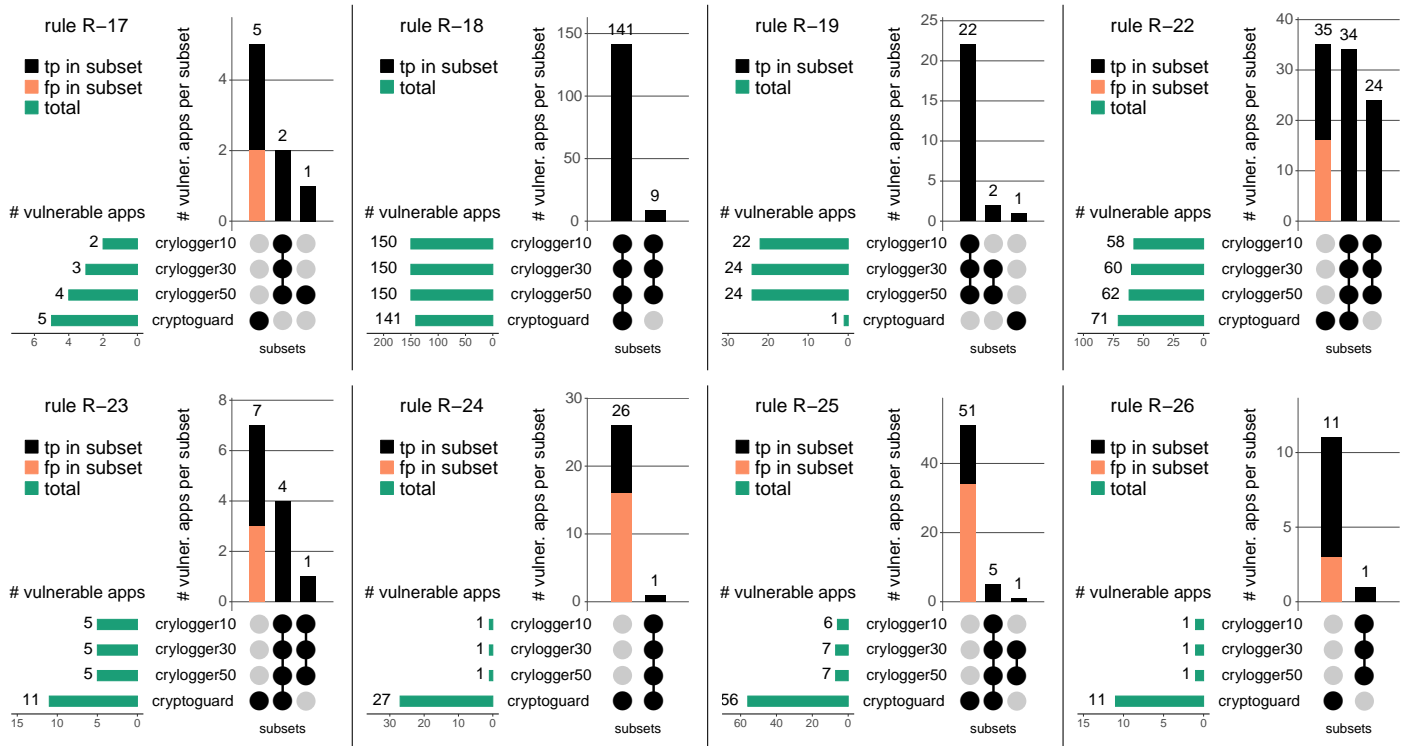 rule R−17
tp in subset
fp in subset
total
# vulner. apps per subset
0
2
4
5
2
1
# vulnerable apps
2
3
4
5
crylogger10
crylogger30
crylogger50
cryptoguard
6
4
2
0
subsets
rule R−18
tp in subset
total
# vulner. apps per subset
0
50
100
150
141
9
# vulnerable apps
150
150
150
141
crylogger10
crylogger30
crylogger50
cryptoguard
200
150
100
50
0
subsets
rule R−19
tp in subset
total
# vulner. apps per subset
0
5
10
15
20
25
22
2
1
# vulnerable apps
22
24
24
1
crylogger10
crylogger30
crylogger50
cryptoguard
30
20
10
0
subsets
rule R−22
tp in subset
fp in subset
total
# vulner. apps per subset
0
10
20
30
40
35
34
24
# vulnerable apps
58
60
62
71
crylogger10
crylogger30
crylogger50
cryptoguard
100
75
50
25
0
subsets
rule R−23
tp in subset
fp in subset
total
# vulner. apps per subset
0
2
4
6
8
7
4
1
# vulnerable apps
5
5
5
11
crylogger10
crylogger30
crylogger50
cryptoguard
15
10
5
0
subsets
rule R−24
tp in subset
fp in subset
total
# vulner. apps per subset
0
10
20
30
26
1
# vulnerable apps
1
1
1
27
crylogger10
crylogger30
crylogger50
cryptoguard
30
20
10
0
subsets
rule R−25
tp in subset
fp in subset
total
# vulner. apps per subset
0
20
40
51
5
1
# vulnerable apps
6
7
7
56
crylogger10
crylogger30
crylogger50
cryptoguard
60
40
20
0
subsets
rule R−26
tp in subset
fp in subset
total
# vulner. apps per subset
0
5
10
11
1
# vulnerable apps
1
1
1
11
crylogger10
crylogger30
crylogger50
cryptoguard
15
10
5
0
subsets